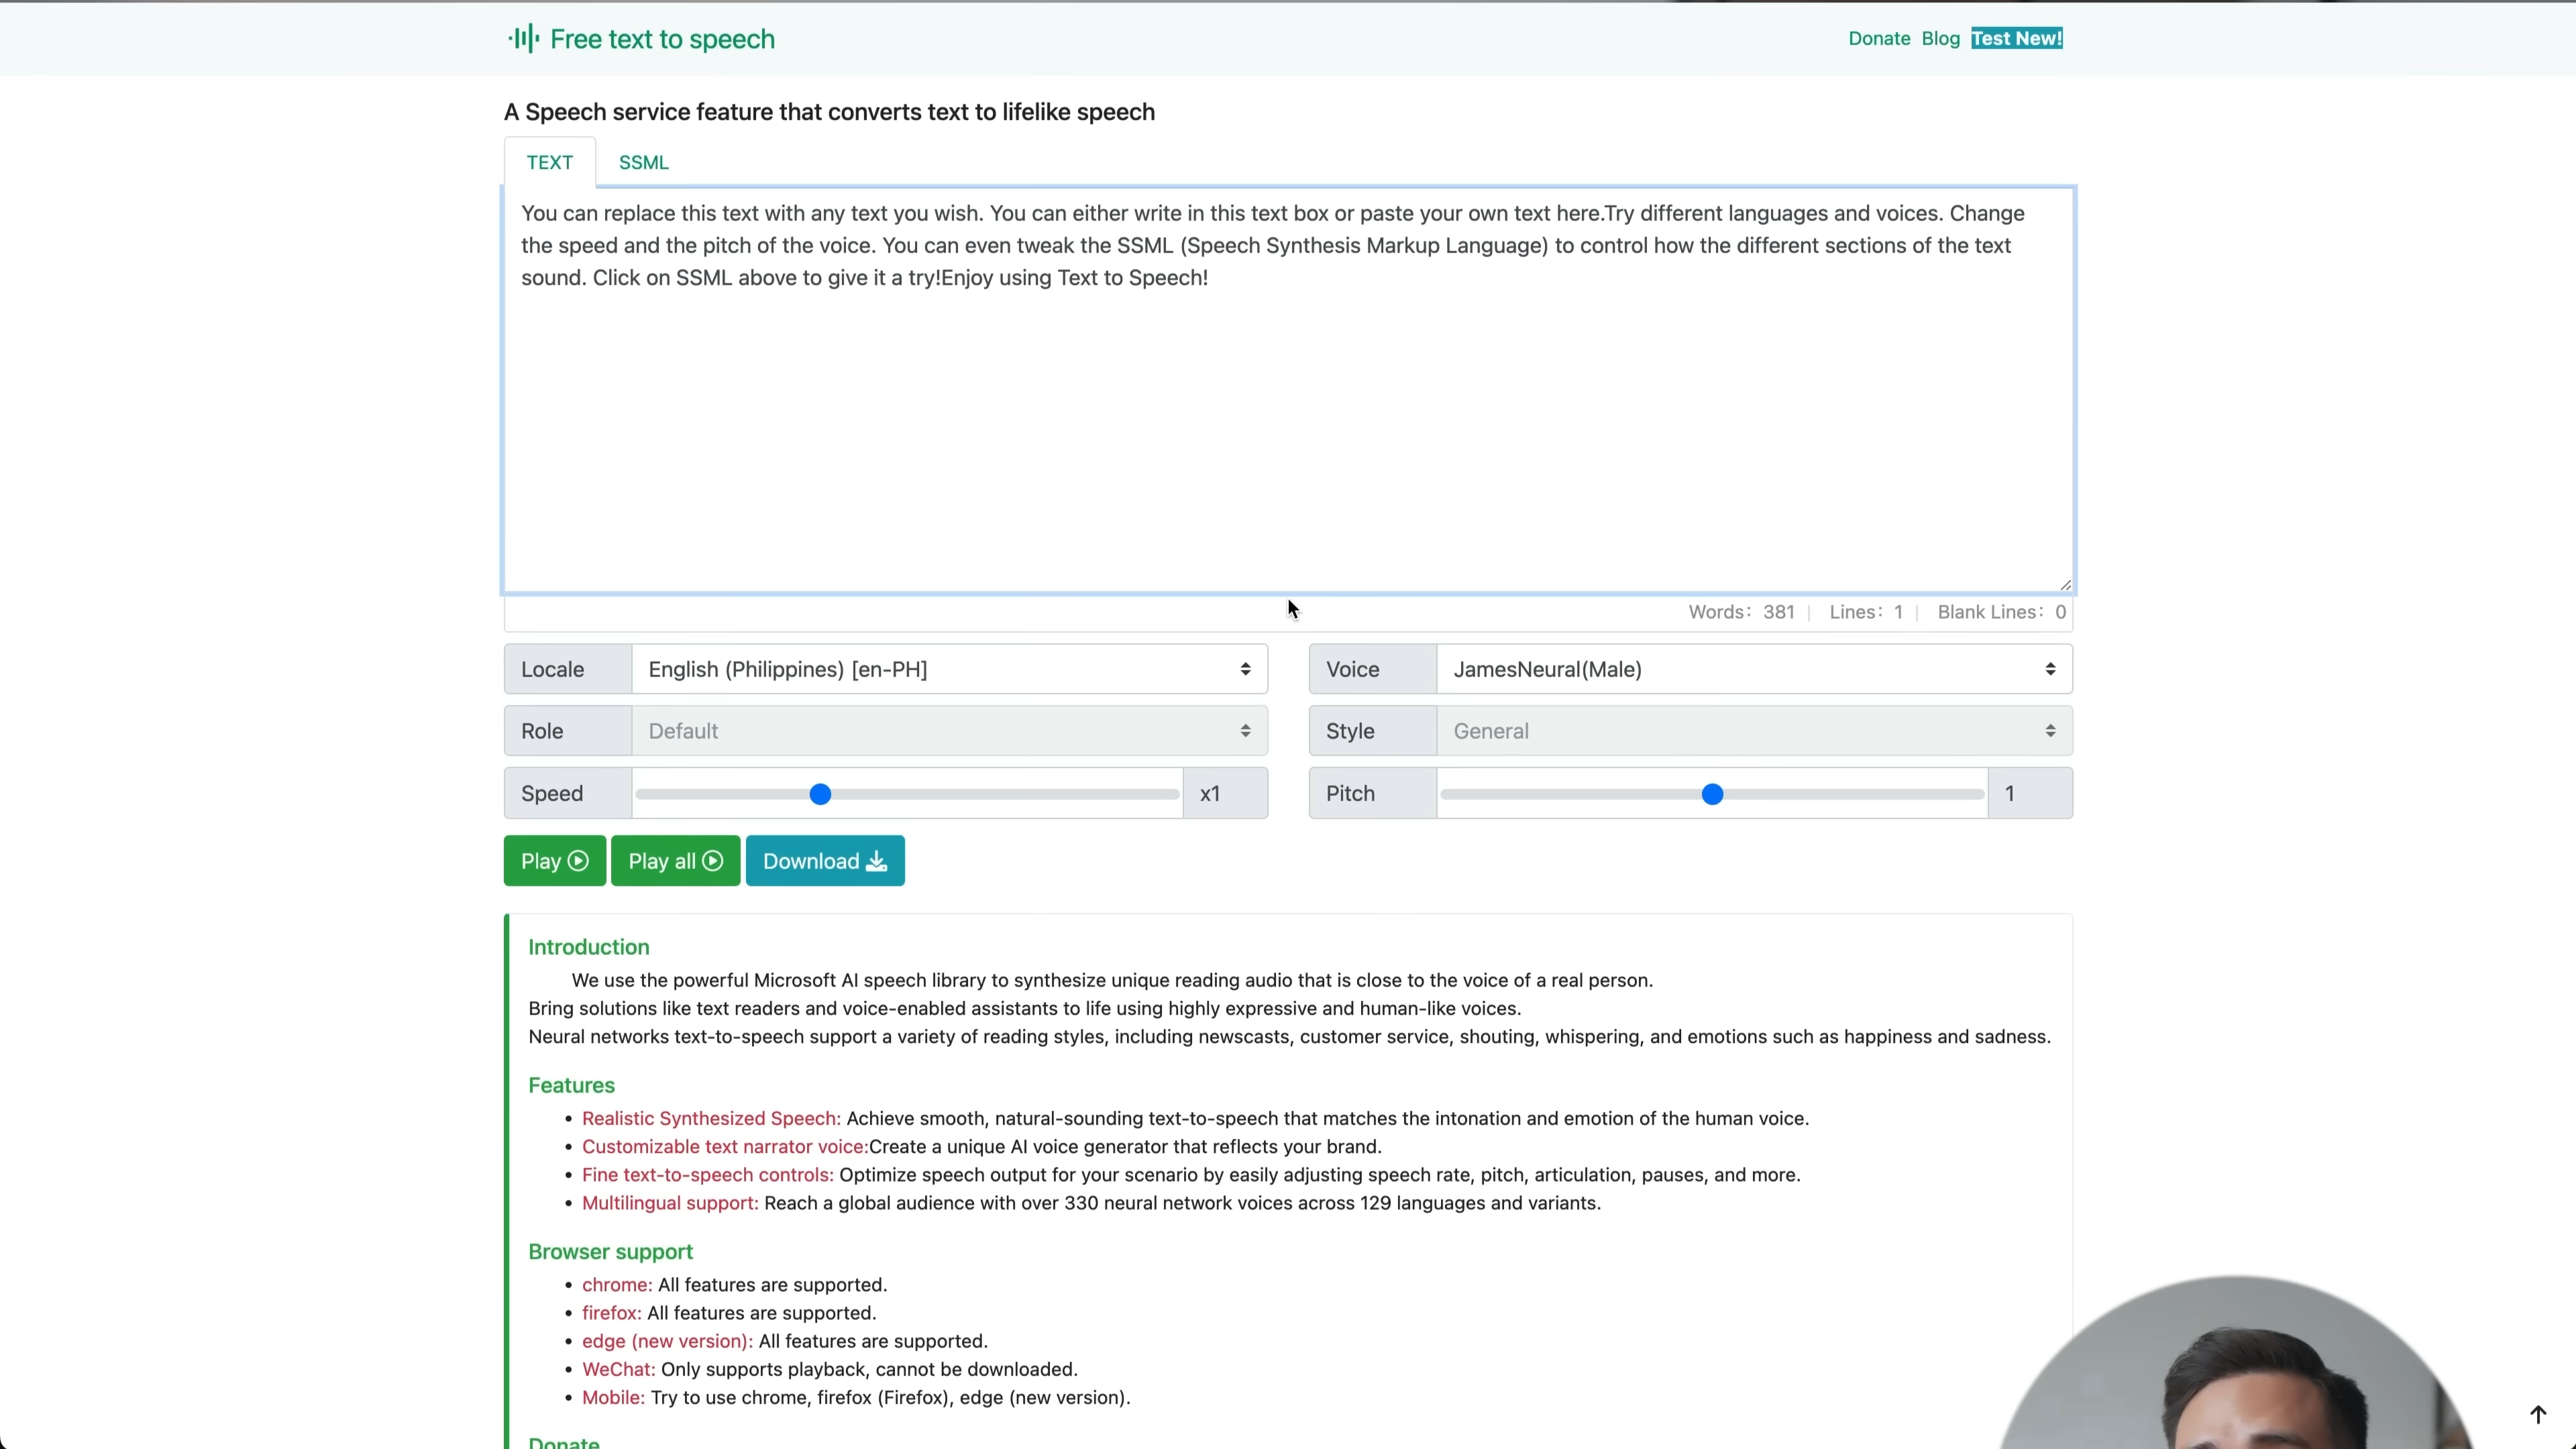 Free text to speech
Donate Blog Test New!
A Speech service feature that converts text to lifelike speech
TEXT SSML
You can replace this text with any text you wish. You can either write in this text box or paste your own text here.Try different languages and voices. Change
the speed and the pitch of the voice. You can even tweak the SSML (Speech Synthesis Markup Language) to control how the different sections of the text
sound. Click on SSML above to give it a try!Enjoy using Text to Speech!
Words: 381 | Lines: 1 | Blank Lines: 0
Locale English (Philippines) [en-PH] Voice JamesNeural(Male)
Role Default Style General
Speed x1 Pitch 1
Play Play all Download
Introduction
We use the powerful Microsoft AI speech library to synthesize unique reading audio that is close to the voice of a real person.
Bring solutions like text readers and voice-enabled assistants to life using highly expressive and human-like voices.
Neural networks text-to-speech support a variety of reading styles, including newscasts, customer service, shouting, whispering, and emotions such as happiness and sadness.
Features
• Realistic Synthesized Speech: Achieve smooth, natural-sounding text-to-speech that matches the intonation and emotion of the human voice.
• Customizable text narrator voice:Create a unique AI voice generator that reflects your brand.
• Fine text-to-speech controls: Optimize speech output for your scenario by easily adjusting speech rate, pitch, articulation, pauses, and more.
• Multilingual support: Reach a global audience with over 330 neural network voices across 129 languages and variants.
Browser support
• chrome: All features are supported.
• firefox: All features are supported.
• edge (new version): All features are supported.
• WeChat: Only supports playback, cannot be downloaded.
• Mobile: Try to use chrome, firefox (Firefox), edge (new version).
Donate